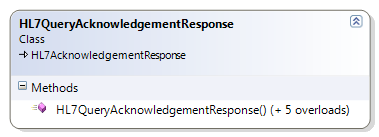 HL7QueryAcknowledgementResponse
Class
HL7AcknowledgementResponse
Methods
HL7QueryAcknowledgementResponse() (+ 5 overloads)